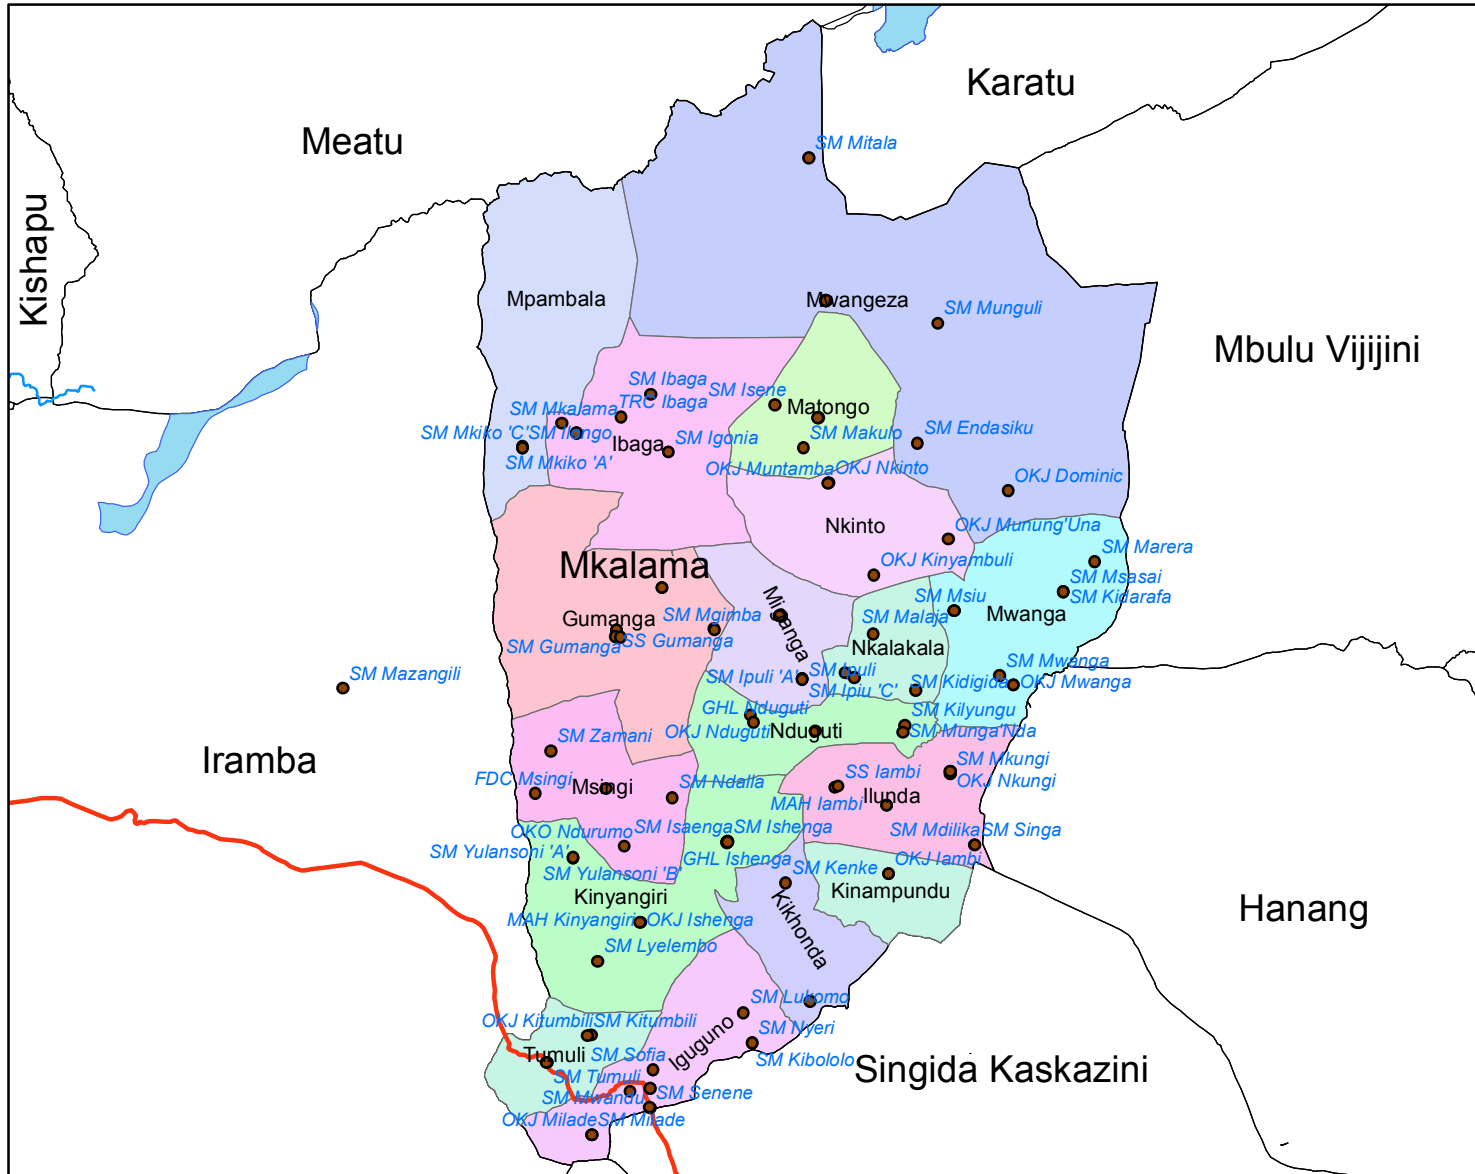 Karatu
Meatu
SM Mitala
Kishapu
Mpambala
Mwangeza
SM Munguli
Mbulu Vijijini
SM Ibaga
SM Isene
TRC Ibaga
Matongo
SM Mkalama
SM Mkiko 'C'
SM Ilongo
Ibaga
SM Igonia
SM Makulo
SM Endasiku
SM Mkiko 'A'
OKJ Muntamba
OKJ Nkinto
OKJ Dominic
Nkinto
OKJ Munung'Una
SM Marera
Mkalama
OKJ Kinyambuli
SM Msasai
SM Kidarafa
Miganga
SM Msiu
Mwanga
Gumanga
SM Mgimba
SM Malaja
SM Gumanga
SS Gumanga
Nkalakala
SM Mazangili
SM Ipuli 'A'
SM Ipuli
SM Mwanga
SM Ipiu 'C'
SM Kidigida
OKJ Mwanga
GHL Nduguti
OKJ Nduguti
Nduguti
SM Kilyungu
SM Munga'Nda
SM Zamani
Iramba
SM Mkungi
FDC Msingi
Msingi
SM Ndalla
SS Iambi
OKJ Nkungi
MAH Iambi
Ilunda
OKO Ndurumo
SM Isaenga
SM Ishenga
SM Mdilika
SM Singa
SM Yulansoni 'A'
GHL Ishenga
OKJ Iambi
SM Yulansoni 'B'
SM Kenke
Kinyangiri
Kinampundu
Kikhonda
Hanang
MAH Kinyangiri
OKJ Ishenga
SM Lyelembo
SM Lukomo
OKJ Kitumbili
SM Kitumbili
SM Nyeri
Iguguno
Tumuli
SM Sofia
SM Kibololo
Singida Kaskazini
SM Tumuli
SM Mwandu
SM Senene
OKJ Milade
SM Milade